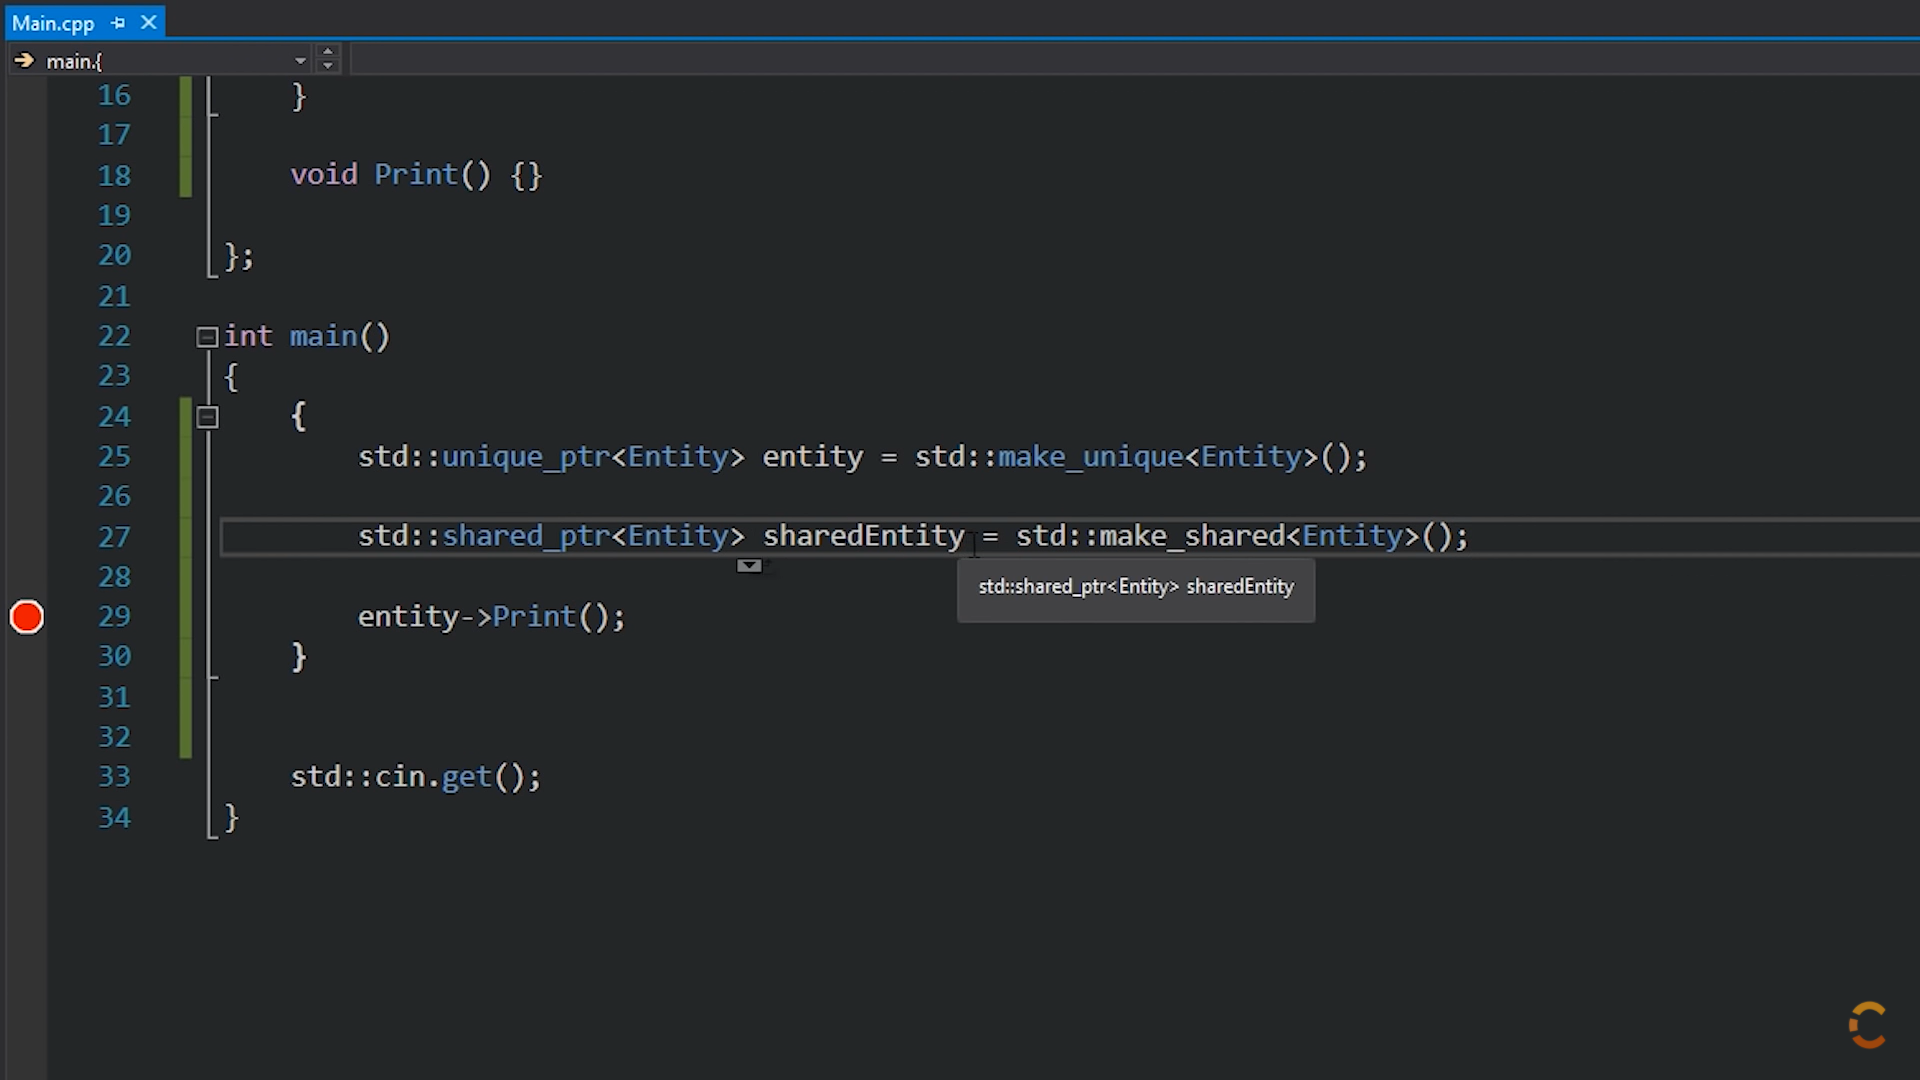 Main.cpp
main.{
16 }
17
18 void Print() {}
19
20 };
21
22 int main()
23 {
24 {
25 std::unique_ptr<Entity> entity = std::make_unique<Entity>();
26
27 std::shared_ptr<Entity> sharedEntity = std::make_shared<Entity>();
28
std::shared_ptr<Entity> sharedEntity
29 entity->Print();
30 }
31
32
33 std::cin.get();
34 }